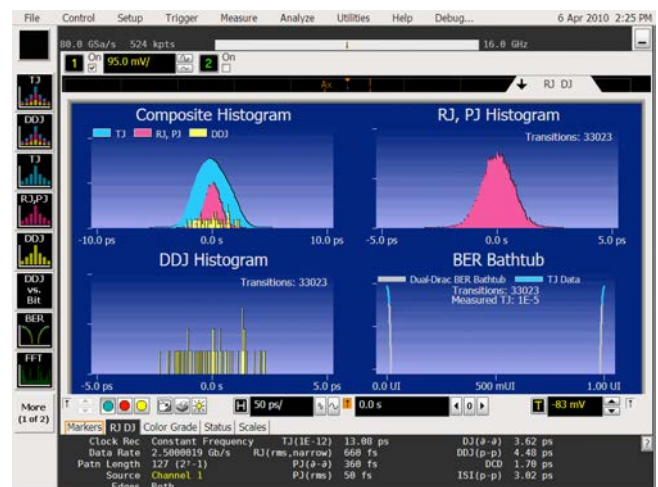 File Control Setup Trigger Measure Analyze Utilities Help Debug... 6 Apr 2010 2:25 PM
80.0 GSa/s 524 kpts 16.0 GHz
1 On 95.0 mV/ 2 On
TJ
RJ DJ
DDJ
TJ
RJ,PJ
DDJ
DDJ vs. Bit
BER
FFT
More
(1 of 2)
Composite Histogram
TJ RJ, PJ DDJ
-10.0 ps 0.0 s 10.0 ps
RJ, PJ Histogram
Transitions: 33023
-5.0 ps 0.0 s 5.0 ps
DDJ Histogram
Transitions: 33023
-5.0 ps 0.0 s 5.0 ps
BER Bathtub
Dual-Dirac BER Bathtub TJ Data
Transitions: 33023
Measured TJ: 1E-5
0.0 UI 500 mUI 1.00 UI
H 50 ps/ 0.0 s 0 T -83 mV
Markers RJ DJ Color Grade Status Scales
Clock Rec Constant Frequency TJ(1E-12) 13.08 ps DJ(∂-∂) 3.62 ps
Data Rate 2.5000019 Gb/s RJ(rms,narrow) 660 fs DDJ(p-p) 4.48 ps
Patn Length 127 (2⁷-1) PJ(∂-∂) 360 fs DCD 1.70 ps
Source Channel 1 PJ(rms) 50 fs ISI(p-p) 3.02 ps
Edges Both